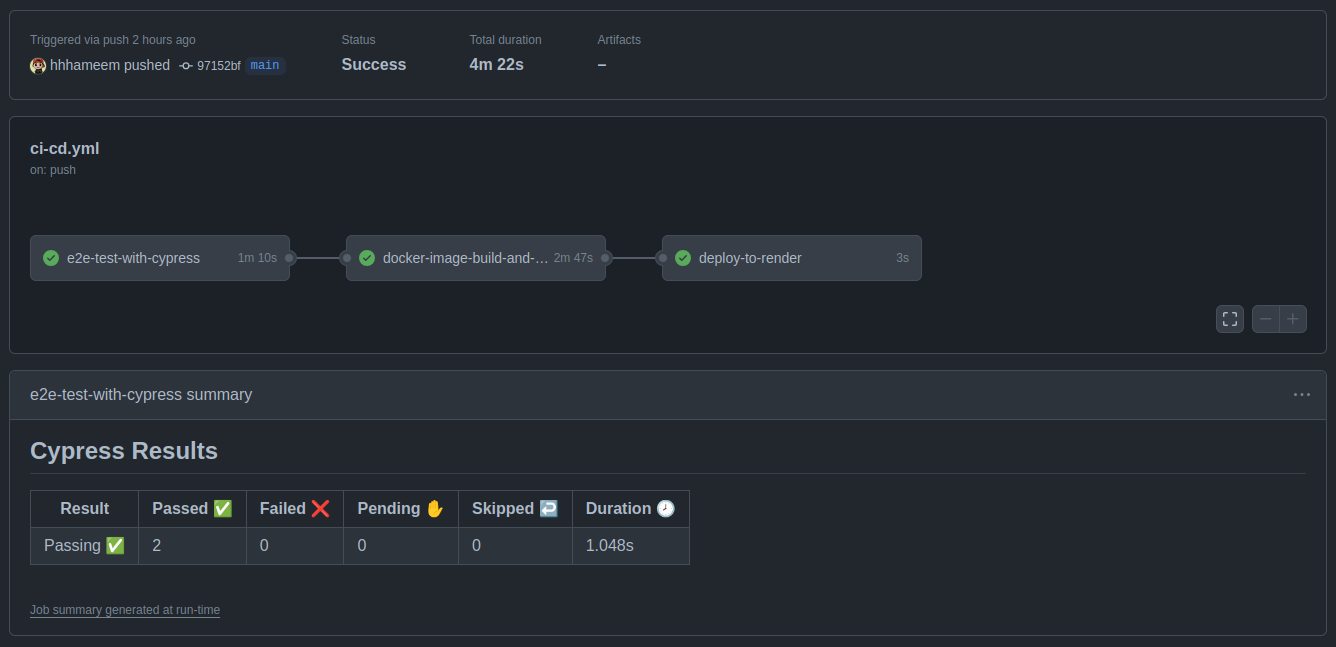 Triggered via push 2 hours ago
hhhameem pushed 97152bf main
Status
Success
Total duration
4m 22s
Artifacts
–
ci-cd.yml
on: push
e2e-test-with-cypress 1m 10s
docker-image-build-and-... 2m 47s
deploy-to-render 3s
e2e-test-with-cypress summary
Cypress Results
Result Passed ✅ Failed ❌ Pending ✋ Skipped ↩️ Duration 🕗
Passing ✅ 2 0 0 0 1.048s
Job summary generated at run-time